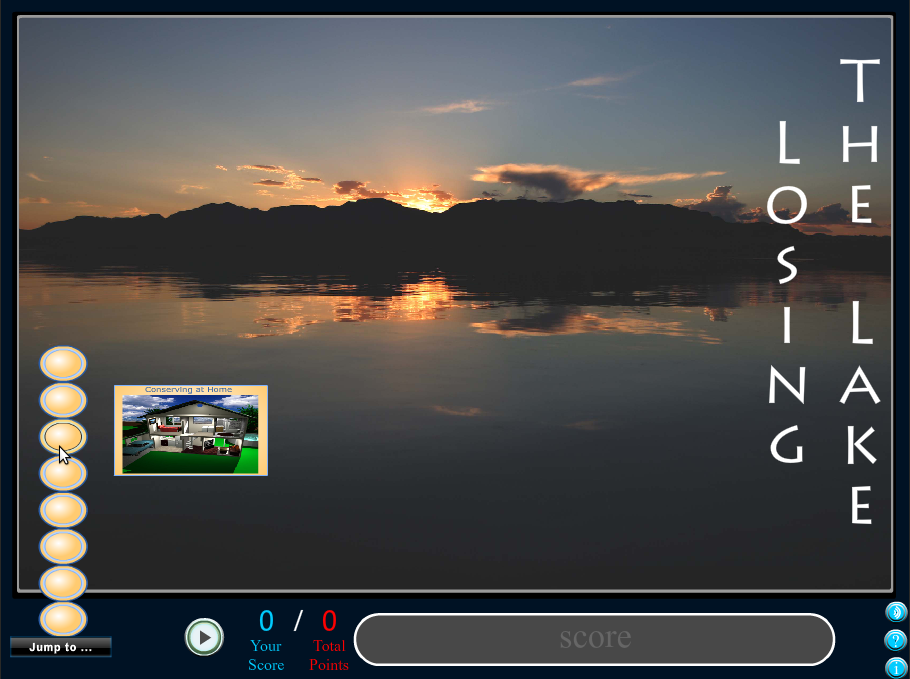 LOSING
THE LAKE
Conserving at Home
0 / 0
Your Score
Total Points
score
Jump to ...
?
i